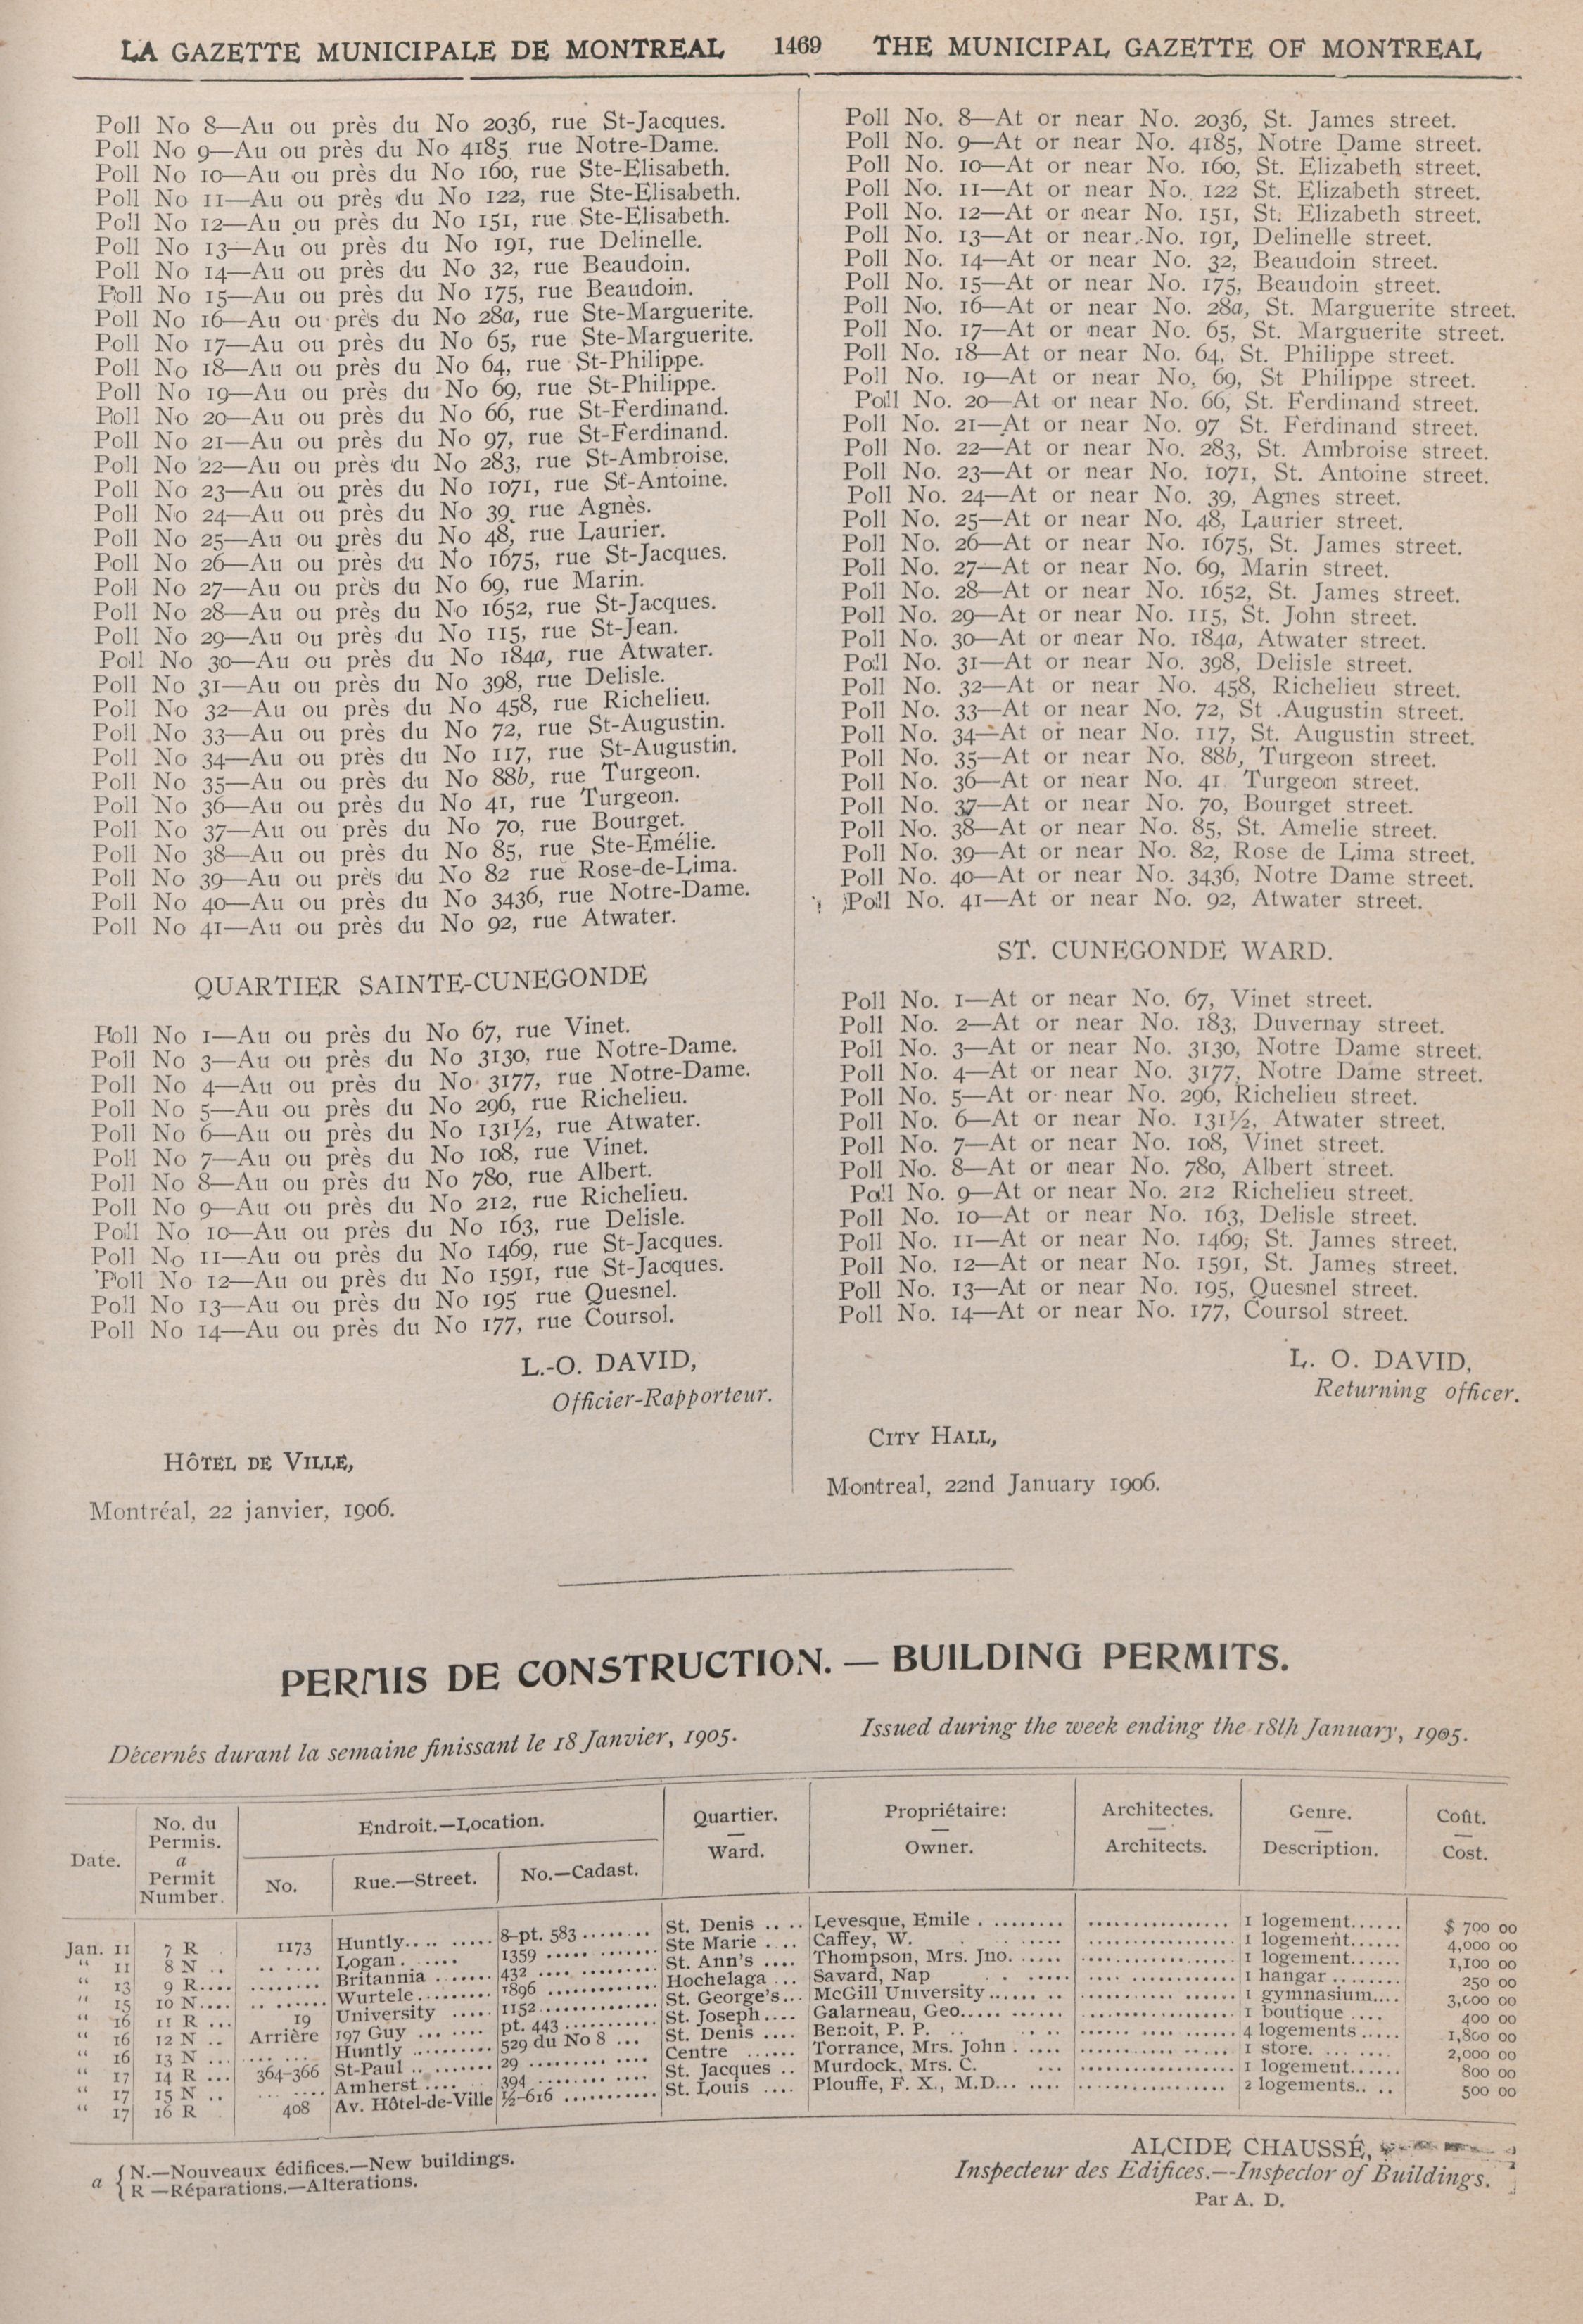 LA GAZETTE MUNICIPALE DE MONTREAL 1469 THE MUNICIPAL GAZETTE OF MONTREAL
Poll No 8—Au ou près du No 2036, rue St-Jacques.
Poll No 9—Au ou près du No 4185 rue Notre-Dame.
Poll No 10—Au ou près du No 160, rue Ste-Elisabeth.
Poll No 11—Au ou près du No 122, rue Ste-Elisabeth.
Poll No 12—Au ou près du No 151, rue Ste-Elisabeth.
Poll No 13—Au ou près du No 191, rue Delinelle.
Poll No 14—Au ou près du No 32, rue Beaudoin.
Poll No 15—Au ou près du No 175, rue Beaudoin.
Poll No 16—Au ou près du No 28a, rue Ste-Marguerite.
Poll No 17—Au ou près du No 65, rue Ste-Marguerite.
Poll No 18—Au ou près du No 64, rue St-Philippe.
Poll No 19—Au ou près du No 69, rue St-Philippe.
Poll No 20—Au ou près du No 66, rue St-Ferdinand.
Poll No 21—Au ou près du No 97, rue St-Ferdinand.
Poll No 22—Au ou près du No 283, rue St-Ambroise.
Poll No 23—Au ou près du No 1071, rue St-Antoine.
Poll No 24—Au ou près du No 39, rue Agnès.
Poll No 25—Au ou près du No 48, rue Laurier.
Poll No 26—Au ou près du No 1675, rue St-Jacques.
Poll No 27—Au ou près du No 69, rue Marin.
Poll No 28—Au ou près du No 1652, rue St-Jacques.
Poll No 29—Au ou près du No 115, rue St-Jean.
Poll No 30—Au ou près du No 184a, rue Atwater.
Poll No 31—Au ou près du No 398, rue Delisle.
Poll No 32—Au ou près du No 458, rue Richelieu.
Poll No 33—Au ou près du No 72, rue St-Augustin.
Poll No 34—Au ou près du No 117, rue St-Augustin.
Poll No 35—Au ou près du No 88b, rue Turgeon.
Poll No 36—Au ou près du No 41, rue Turgeon.
Poll No 37—Au ou près du No 70, rue Bourget.
Poll No 38—Au ou près du No 85, rue Ste-Emélie.
Poll No 39—Au ou près du No 82 rue Rose-de-Lima.
Poll No 40—Au ou près du No 3436, rue Notre-Dame.
Poll No 41—Au ou près du No 92, rue Atwater.
QUARTIER SAINTE-CUNEGONDE
Poll No 1—Au ou près du No 67, rue Vinet.
Poll No 3—Au ou près du No 3130, rue Notre-Dame.
Poll No 4—Au ou près du No 3177, rue Notre-Dame.
Poll No 5—Au ou près du No 296, rue Richelieu.
Poll No 6—Au ou près du No 131½, rue Atwater.
Poll No 7—Au ou près du No 108, rue Vinet.
Poll No 8—Au ou près du No 780, rue Albert.
Poll No 9—Au ou près du No 212, rue Richelieu.
Poll No 10—Au ou près du No 163, rue Delisle.
Poll No 11—Au ou près du No 1469, rue St-Jacques.
Poll No 12—Au ou près du No 1591, rue St-Jacques.
Poll No 13—Au ou près du No 195 rue Quesnel.
Poll No 14—Au ou près du No 177, rue Coursol.
L.-O. DAVID,
Officier-Rapporteur.
HÔTEL DE VILLE,
Montréal, 22 janvier, 1906.
Poll No. 8—At or near No. 2036, St. James street.
Poll No. 9—At or near No. 4185, Notre Dame street.
Poll No. 10—At or near No. 160, St. Elizabeth street.
Poll No. 11—At or near No. 122 St. Elizabeth street.
Poll No. 12—At or near No. 151, St. Elizabeth street.
Poll No. 13—At or near No. 191, Delinelle street.
Poll No. 14—At or near No. 32, Beaudoin street.
Poll No. 15—At or near No. 175, Beaudoin street.
Poll No. 16—At or near No. 28a, St. Marguerite street.
Poll No. 17—At or near No. 65, St. Marguerite street.
Poll No. 18—At or near No. 64, St. Philippe street.
Poll No. 19—At or near No, 69, St Philippe street.
Poll No. 20—At or near No. 66, St. Ferdinand street.
Poll No. 21—At or near No. 97 St. Ferdinand street.
Poll No. 22—At or near No. 283, St. Ambroise street.
Poll No. 23—At or near No. 1071, St. Antoine street.
Poll No. 24—At or near No. 39, Agnes street.
Poll No. 25—At or near No. 48, Laurier street.
Poll No. 26—At or near No. 1675, St. James street.
Poll No. 27—At or near No. 69, Marin street.
Poll No. 28—At or near No. 1652, St. James street.
Poll No. 29—At or near No. 115, St. John street.
Poll No. 30—At or near No. 184a, Atwater street.
Poll No. 31—At or near No. 398, Delisle street.
Poll No. 32—At or near No. 458, Richelieu street.
Poll No. 33—At or near No. 72, St .Augustin street.
Poll No. 34—At or near No. 117, St. Augustin street.
Poll No. 35—At or near No. 88b, Turgeon street.
Poll No. 36—At or near No. 41 Turgeon street.
Poll No. 37—At or near No. 70, Bourget street.
Poll No. 38—At or near No. 85, St. Amelie street.
Poll No. 39—At or near No. 82, Rose de Lima street.
Poll No. 40—At or near No. 3436, Notre Dame street.
Poll No. 41—At or near No. 92, Atwater street.
ST. CUNEGONDE WARD.
Poll No. 1—At or near No. 67, Vinet street.
Poll No. 2—At or near No. 183, Duvernay street.
Poll No. 3—At or near No. 3130, Notre Dame street.
Poll No. 4—At or near No. 3177, Notre Dame street.
Poll No. 5—At or near No. 296, Richelieu street.
Poll No. 6—At or near No. 131½, Atwater street.
Poll No. 7—At or near No. 108, Vinet street.
Poll No. 8—At or near No. 780, Albert street.
Poll No. 9—At or near No. 212 Richelieu street.
Poll No. 10—At or near No. 163, Delisle street.
Poll No. 11—At or near No. 1469, St. James street.
Poll No. 12—At or near No. 1591, St. James street.
Poll No. 13—At or near No. 195, Quesnel street.
Poll No. 14—At or near No. 177, Coursol street.
L. O. DAVID,
Returning officer.
CITY HALL,
Montreal, 22nd January 1906.
PERMIS DE CONSTRUCTION. — BUILDING PERMITS.
Décernés durant la semaine finissant le 18 Janvier, 1905. Issued during the week ending the 18th January, 1905.
Date. No. du Permis. a Permit Number. Endroit.—Location. Quartier. — Ward. Propriétaire: — Owner. Architectes. — Architects. Genre. — Description. Coût. — Cost.
No. Rue.—Street. No.—Cadast.
Jan. 11 7 R 1173 Huntly 8-pt. 583 St. Denis Levesque, Emile 1 logement $ 700 00
" 11 8 N Logan 1359 Ste Marie Caffey, W. 1 logement 4,000 00
" 13 9 R Britannia 432 St. Ann's Thompson, Mrs. Jno. 1 logement 1,100 00
" 15 10 N Wurtele 1896 Hochelaga Savard, Nap 1 hangar 250 00
" 16 11 R 19 University 1152 St. George's McGill University 1 gymnasium 3,000 00
" 16 12 N Arrière 197 Guy pt. 443 St. Joseph Galarneau, Geo. 1 boutique 400 00
" 16 13 N Huntly 529 du No 8 St. Denis Benoit, P. P. 4 logements 1,800 00
" 17 14 R 364-366 St-Paul 29 Centre Torrance, Mrs. John 1 store 2,000 00
" 17 15 N Amherst 394 St. Jacques Murdock, Mrs. C. 1 logement 800 00
" 17 16 R 408 Av. Hôtel-de-Ville ½-616 St. Louis Plouffe, F. X., M.D. 2 logements 500 00
a { N.—Nouveaux édifices.—New buildings.
R —Réparations.—Alterations.
ALCIDE CHAUSSÉ,
Inspecteur des Edifices.—Inspector of Buildings.
Par A. D.